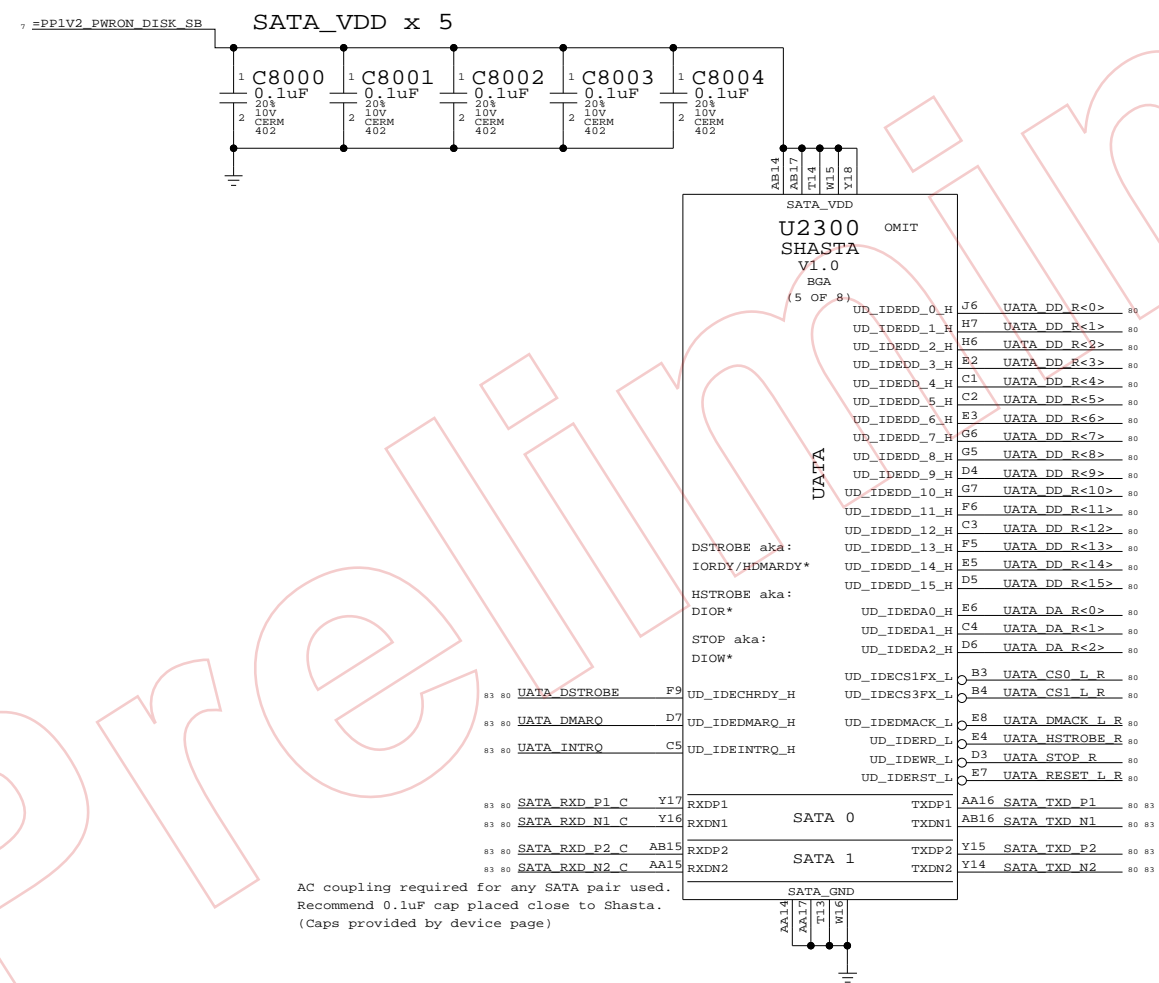 7 =PP1V2_PWRON_DISK_SB
SATA_VDD x 5
1 C8000 0.1uF 20% 10V CERM 402 2
1 C8001 0.1uF 20% 10V CERM 402 2
1 C8002 0.1uF 20% 10V CERM 402 2
1 C8003 0.1uF 20% 10V CERM 402 2
1 C8004 0.1uF 20% 10V CERM 402 2
AB14 AB17 T14 W15 Y18
SATA_VDD
U2300 OMIT
SHASTA
V1.0
BGA
(5 OF 8)
UD_IDEDD_0_H J6 UATA_DD_R<0> 80
UD_IDEDD_1_H H7 UATA_DD_R<1> 80
UD_IDEDD_2_H H6 UATA_DD_R<2> 80
UD_IDEDD_3_H E2 UATA_DD_R<3> 80
UD_IDEDD_4_H C1 UATA_DD_R<4> 80
UD_IDEDD_5_H C2 UATA_DD_R<5> 80
UD_IDEDD_6_H E3 UATA_DD_R<6> 80
UD_IDEDD_7_H G6 UATA_DD_R<7> 80
UD_IDEDD_8_H G5 UATA_DD_R<8> 80
UD_IDEDD_9_H D4 UATA_DD_R<9> 80
UD_IDEDD_10_H G7 UATA_DD_R<10> 80
UD_IDEDD_11_H F6 UATA_DD_R<11> 80
UD_IDEDD_12_H C3 UATA_DD_R<12> 80
UD_IDEDD_13_H F5 UATA_DD_R<13> 80
UD_IDEDD_14_H E5 UATA_DD_R<14> 80
UD_IDEDD_15_H D5 UATA_DD_R<15> 80
UATA
DSTROBE aka:
IORDY/HDMARDY*
HSTROBE aka:
DIOR*
STOP aka:
DIOW*
UD_IDEDA0_H E6 UATA_DA_R<0> 80
UD_IDEDA1_H C4 UATA_DA_R<1> 80
UD_IDEDA2_H D6 UATA_DA_R<2> 80
UD_IDECS1FX_L B3 UATA_CS0_L_R 80
83 80 UATA_DSTROBE F9 UD_IDECHRDY_H UD_IDECS3FX_L B4 UATA_CS1_L_R 80
83 80 UATA_DMARQ D7 UD_IDEDMARQ_H UD_IDEDMACK_L E8 UATA_DMACK_L_R 80
UD_IDERD_L E4 UATA_HSTROBE_R 80
83 80 UATA_INTRQ C5 UD_IDEINTRQ_H
UD_IDEWR_L D3 UATA_STOP_R 80
UD_IDERST_L E7 UATA_RESET_L_R 80
83 80 SATA_RXD_P1_C Y17 RXDP1 TXDP1 AA16 SATA_TXD_P1 80 83
SATA 0
83 80 SATA_RXD_N1_C Y16 RXDN1 TXDN1 AB16 SATA_TXD_N1 80 83
83 80 SATA_RXD_P2_C AB15 RXDP2 TXDP2 Y15 SATA_TXD_P2 80 83
SATA 1
83 80 SATA_RXD_N2_C AA15 RXDN2 TXDN2 Y14 SATA_TXD_N2 80 83
AC coupling required for any SATA pair used.
Recommend 0.1uF cap placed close to Shasta.
(Caps provided by device page)
SATA_GND
AA14 AA17 T13 W16